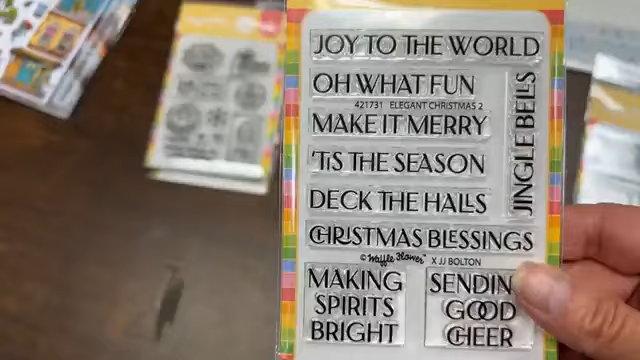 JOY TO THE WORLD
OH WHAT FUN
421731 ELEGANT CHRISTMAS 2
MAKE IT MERRY
'TIS THE SEASON
DECK THE HALLS
JINGLE BELLS
CHRISTMAS BLESSINGS
© Waffle Flower X JJ BOLTON
MAKING
SPIRITS
BRIGHT
SENDIN
GOOD
CHEER